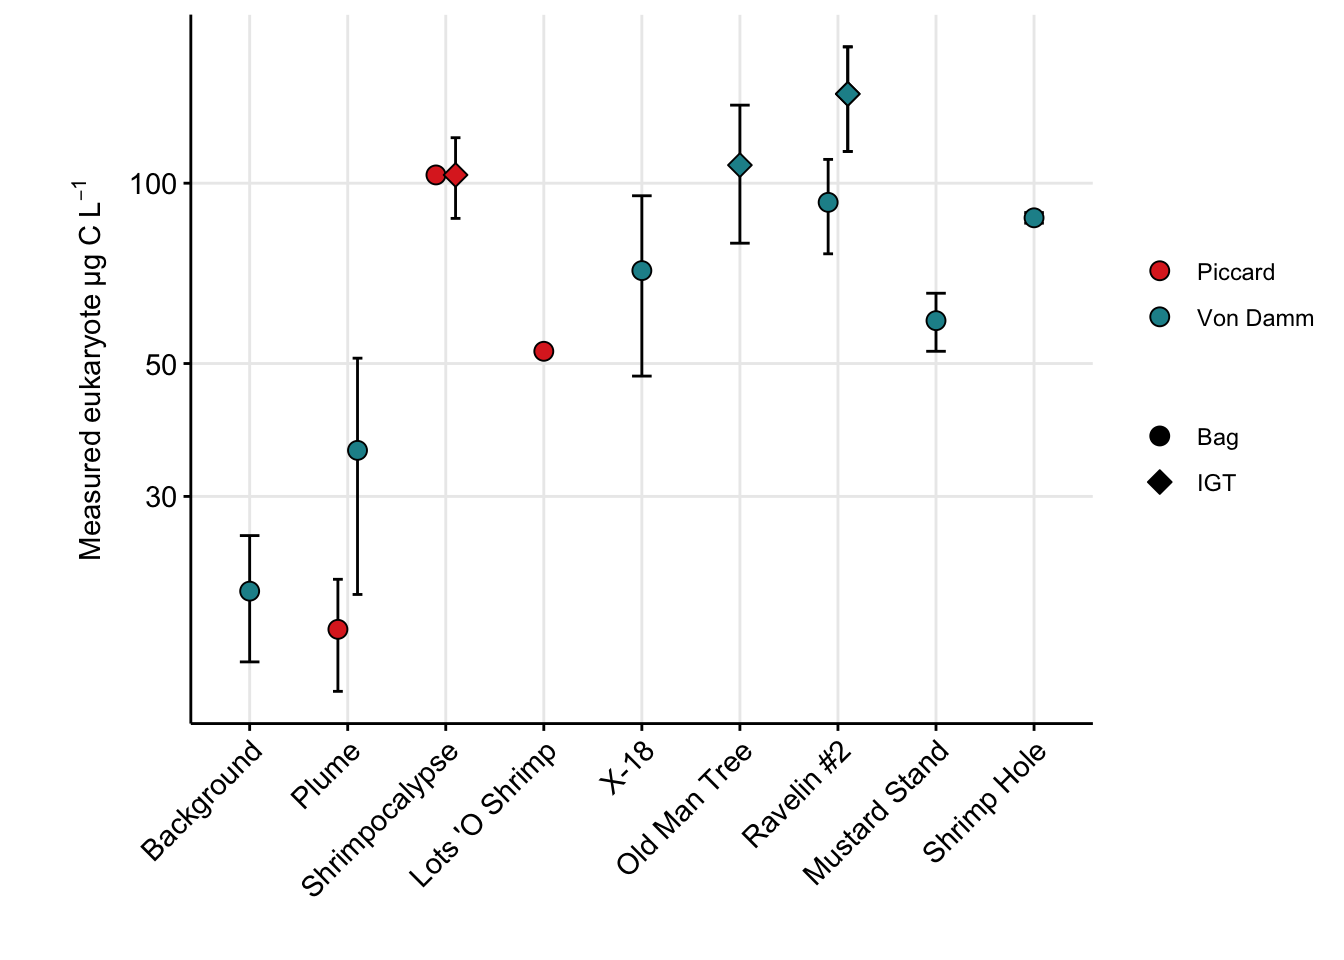 Measured eukaryote µg C L⁻¹
100
50
30
Background
Plume
Shrimpocalypse
Lots 'O Shrimp
X-18
Old Man Tree
Ravelin #2
Mustard Stand
Shrimp Hole
Piccard
Von Damm
Bag
IGT